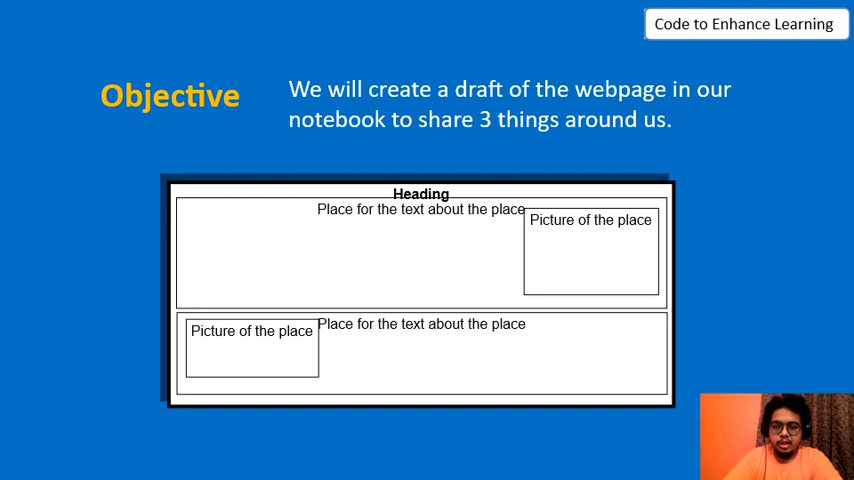 Code to Enhance Learning
Objective
We will create a draft of the webpage in our
notebook to share 3 things around us.
Heading
Place for the text about the place
Picture of the place
Picture of the place
Place for the text about the place